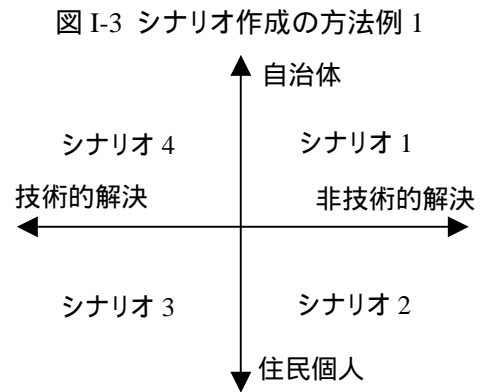 図 I-3 シナリオ作成の方法例 1
自治体
シナリオ 4
シナリオ 1
技術的解決
非技術的解決
シナリオ 3
シナリオ 2
住民個人